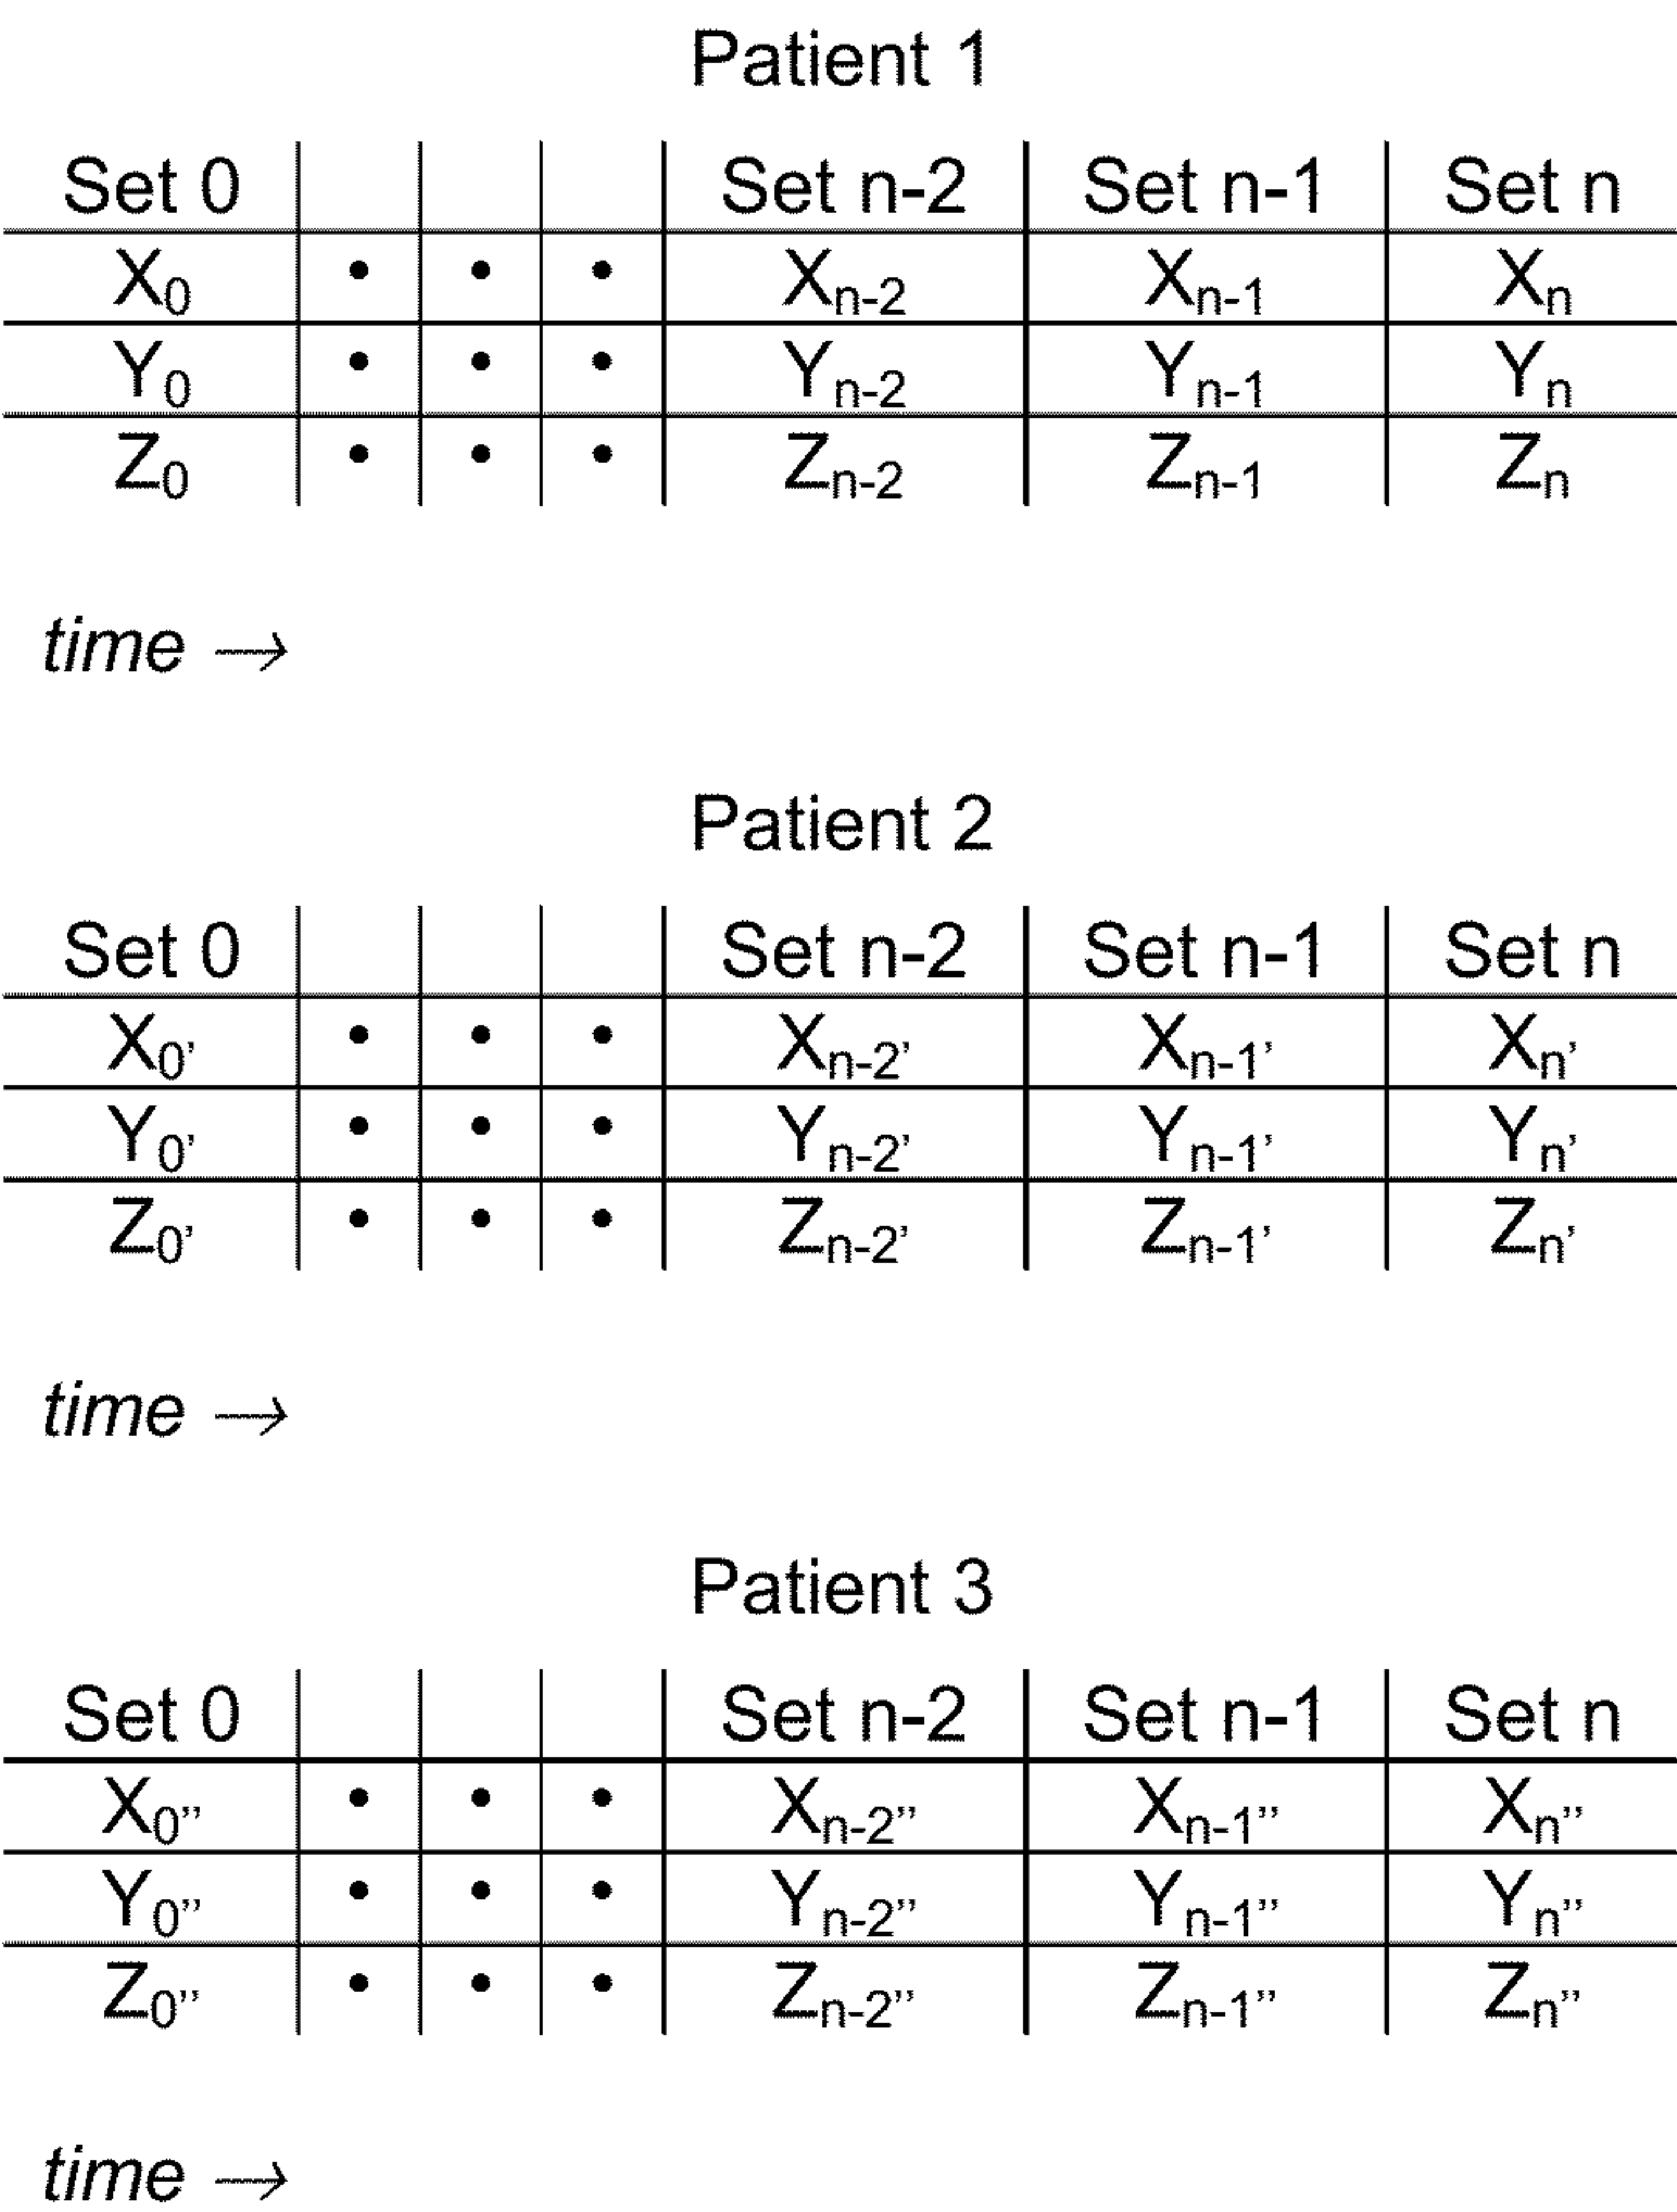 Patient 1
Set 0 Set n-2 Set n-1 Set n
X0 • • • Xn-2 Xn-1 Xn
Y0 • • • Yn-2 Yn-1 Yn
Z0 • • • Zn-2 Zn-1 Zn
time →
Patient 2
Set 0 Set n-2 Set n-1 Set n
X0’ • • • Xn-2’ Xn-1’ Xn’
Y0’ • • • Yn-2’ Yn-1’ Yn’
Z0’ • • • Zn-2’ Zn-1’ Zn’
time →
Patient 3
Set 0 Set n-2 Set n-1 Set n
X0’’ • • • Xn-2’’ Xn-1’’ Xn’’
Y0’’ • • • Yn-2’’ Yn-1’’ Yn’’
Z0’’ • • • Zn-2’’ Zn-1’’ Zn’’
time →